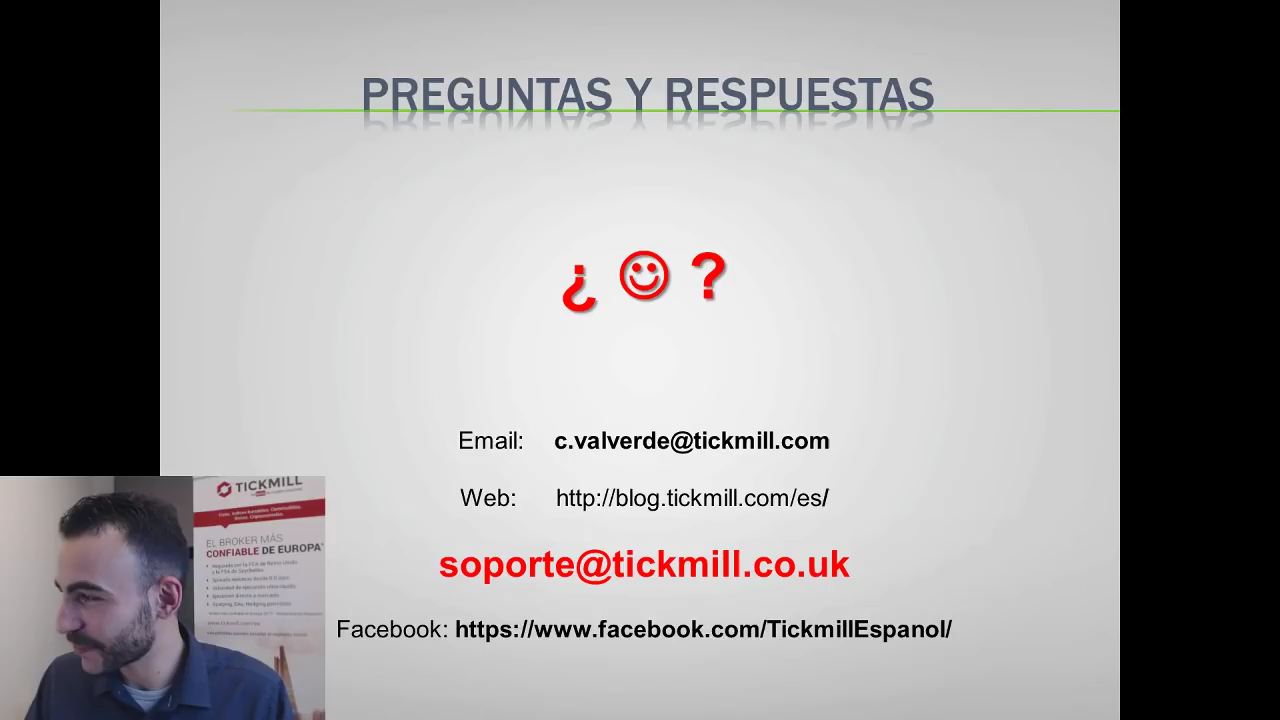 PREGUNTAS Y RESPUESTAS
¿ ☺ ?
Email: c.valverde@tickmill.com
Web: http://blog.tickmill.com/es/
soporte@tickmill.co.uk
Facebook: https://www.facebook.com/TickmillEspanol/
TICKMILL
EL BROKER MÁS
CONFIABLE DE EUROPA*